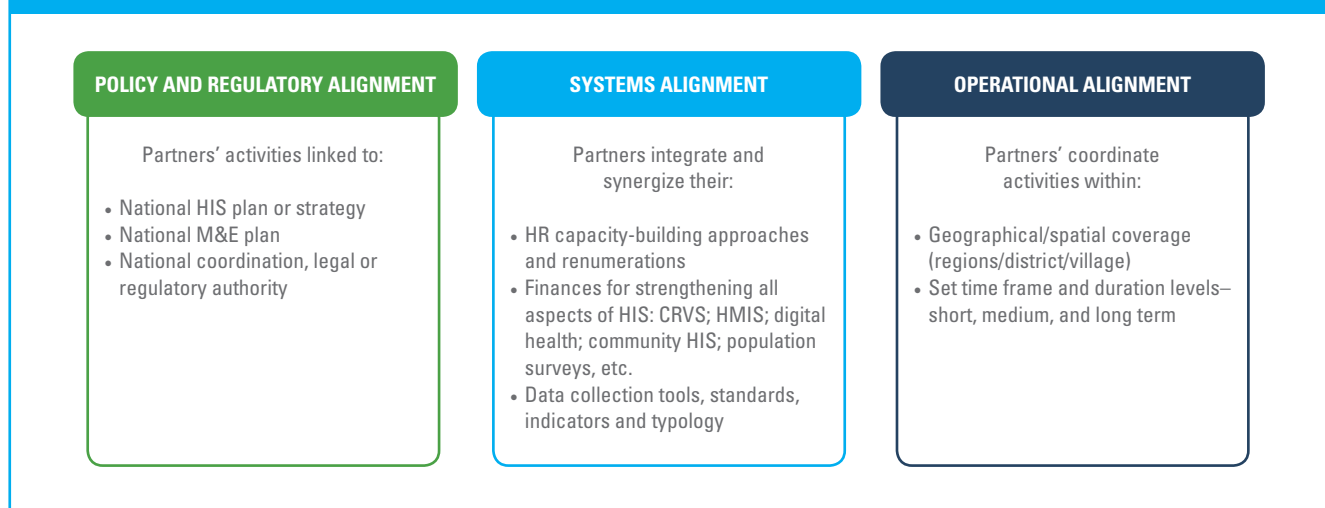 POLICY AND REGULATORY ALIGNMENT
Partners’ activities linked to:
• National HIS plan or strategy
• National M&E plan
• National coordination, legal or
regulatory authority
SYSTEMS ALIGNMENT
Partners integrate and
synergize their:
• HR capacity-building approaches
and renumerations
• Finances for strengthening all
aspects of HIS: CRVS; HMIS; digital
health; community HIS; population
surveys, etc.
• Data collection tools, standards,
indicators and typology
OPERATIONAL ALIGNMENT
Partners’ coordinate
activities within:
• Geographical/spatial coverage
(regions/district/village)
• Set time frame and duration levels–
short, medium, and long term